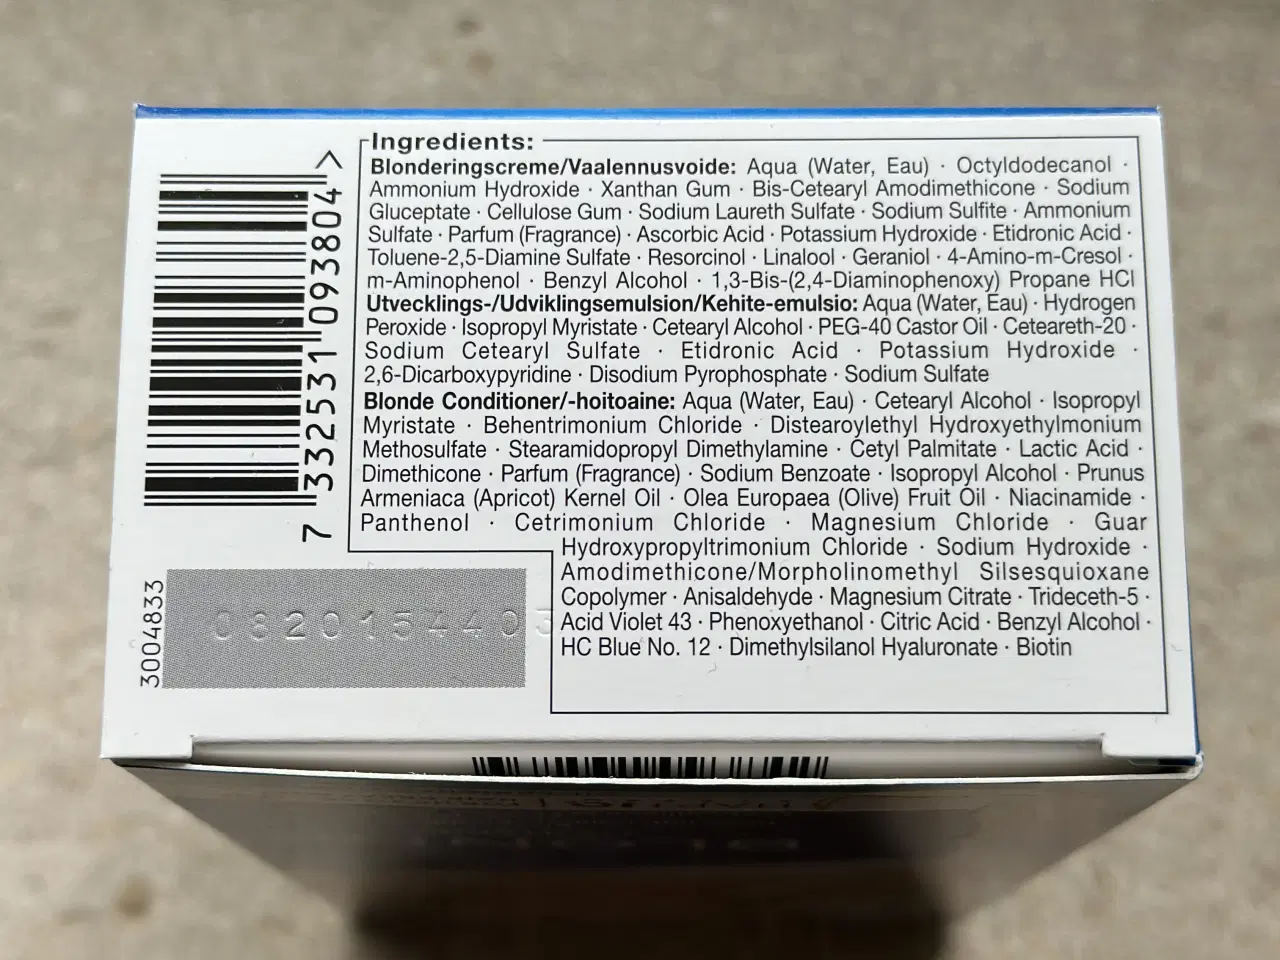 Ingredients:
Blonderingscreme/Vaalennusvoide: Aqua (Water, Eau) · Octyldodecanol ·
Ammonium Hydroxide · Xanthan Gum · Bis-Cetearyl Amodimethicone · Sodium
Gluceptate · Cellulose Gum · Sodium Laureth Sulfate · Sodium Sulfite · Ammonium
Sulfate · Parfum (Fragrance) · Ascorbic Acid · Potassium Hydroxide · Etidronic Acid ·
Toluene-2,5-Diamine Sulfate · Resorcinol · Linalool · Geraniol · 4-Amino-m-Cresol ·
m-Aminophenol · Benzyl Alcohol · 1,3-Bis-(2,4-Diaminophenoxy) Propane HCl
Utvecklings-/Udviklingsemulsion/Kehite-emulsio: Aqua (Water, Eau) · Hydrogen
Peroxide · Isopropyl Myristate · Cetearyl Alcohol · PEG-40 Castor Oil · Ceteareth-20 ·
Sodium Cetearyl Sulfate · Etidronic Acid · Potassium Hydroxide ·
2,6-Dicarboxypyridine · Disodium Pyrophosphate · Sodium Sulfate
Blonde Conditioner/-hoitoaine: Aqua (Water, Eau) · Cetearyl Alcohol · Isopropyl
Myristate · Behentrimonium Chloride · Distearoylethyl Hydroxyethylmonium
Methosulfate · Stearamidopropyl Dimethylamine · Cetyl Palmitate · Lactic Acid ·
Dimethicone · Parfum (Fragrance) · Sodium Benzoate · Isopropyl Alcohol · Prunus
Armeniaca (Apricot) Kernel Oil · Olea Europaea (Olive) Fruit Oil · Niacinamide ·
Panthenol · Cetrimonium Chloride · Magnesium Chloride · Guar
Hydroxypropyltrimonium Chloride · Sodium Hydroxide ·
Amodimethicone/Morpholinomethyl Silsesquioxane
Copolymer · Anisaldehyde · Magnesium Citrate · Trideceth-5 ·
Acid Violet 43 · Phenoxyethanol · Citric Acid · Benzyl Alcohol ·
HC Blue No. 12 · Dimethylsilanol Hyaluronate · Biotin
7 332531 093804 >
3004833
0820154403